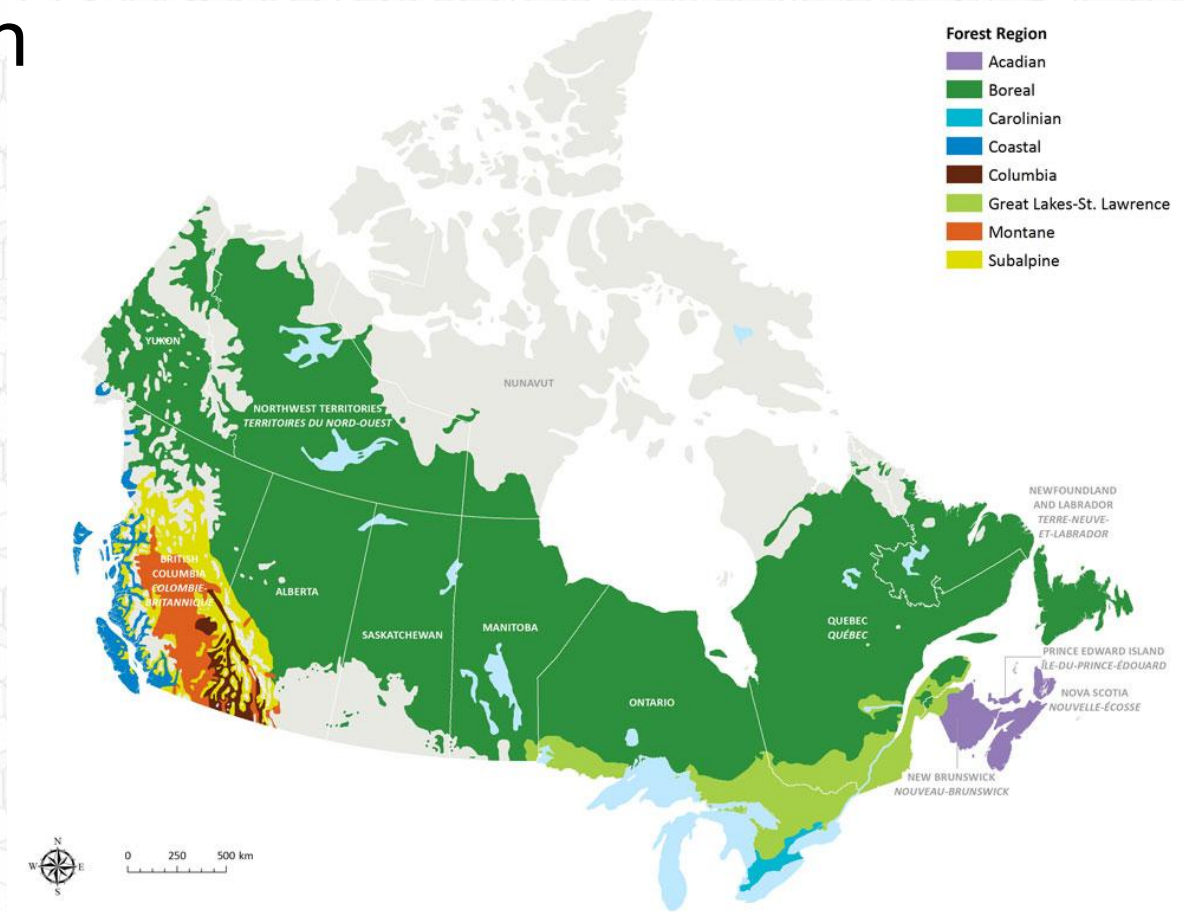 n
Forest Region
Acadian
Boreal
Carolinian
Coastal
Columbia
Great Lakes-St. Lawrence
Montane
Subalpine
YUKON
NUNAVUT
NORTHWEST TERRITORIES
TERRITOIRES DU NORD-OUEST
NEWFOUNDLAND
AND LABRADOR
TERRE-NEUVE-
ET-LABRADOR
BRITISH
COLUMBIA
COLOMBIE-
BRITANNIQUE
ALBERTA
SASKATCHEWAN
MANITOBA
QUEBEC
QUÉBEC
PRINCE EDWARD ISLAND
ÎLE-DU-PRINCE-ÉDOUARD
NOVA SCOTIA
NOUVELLE-ÉCOSSE
ONTARIO
NEW BRUNSWICK
NOUVEAU-BRUNSWICK
N
W E
S
0 250 500 km